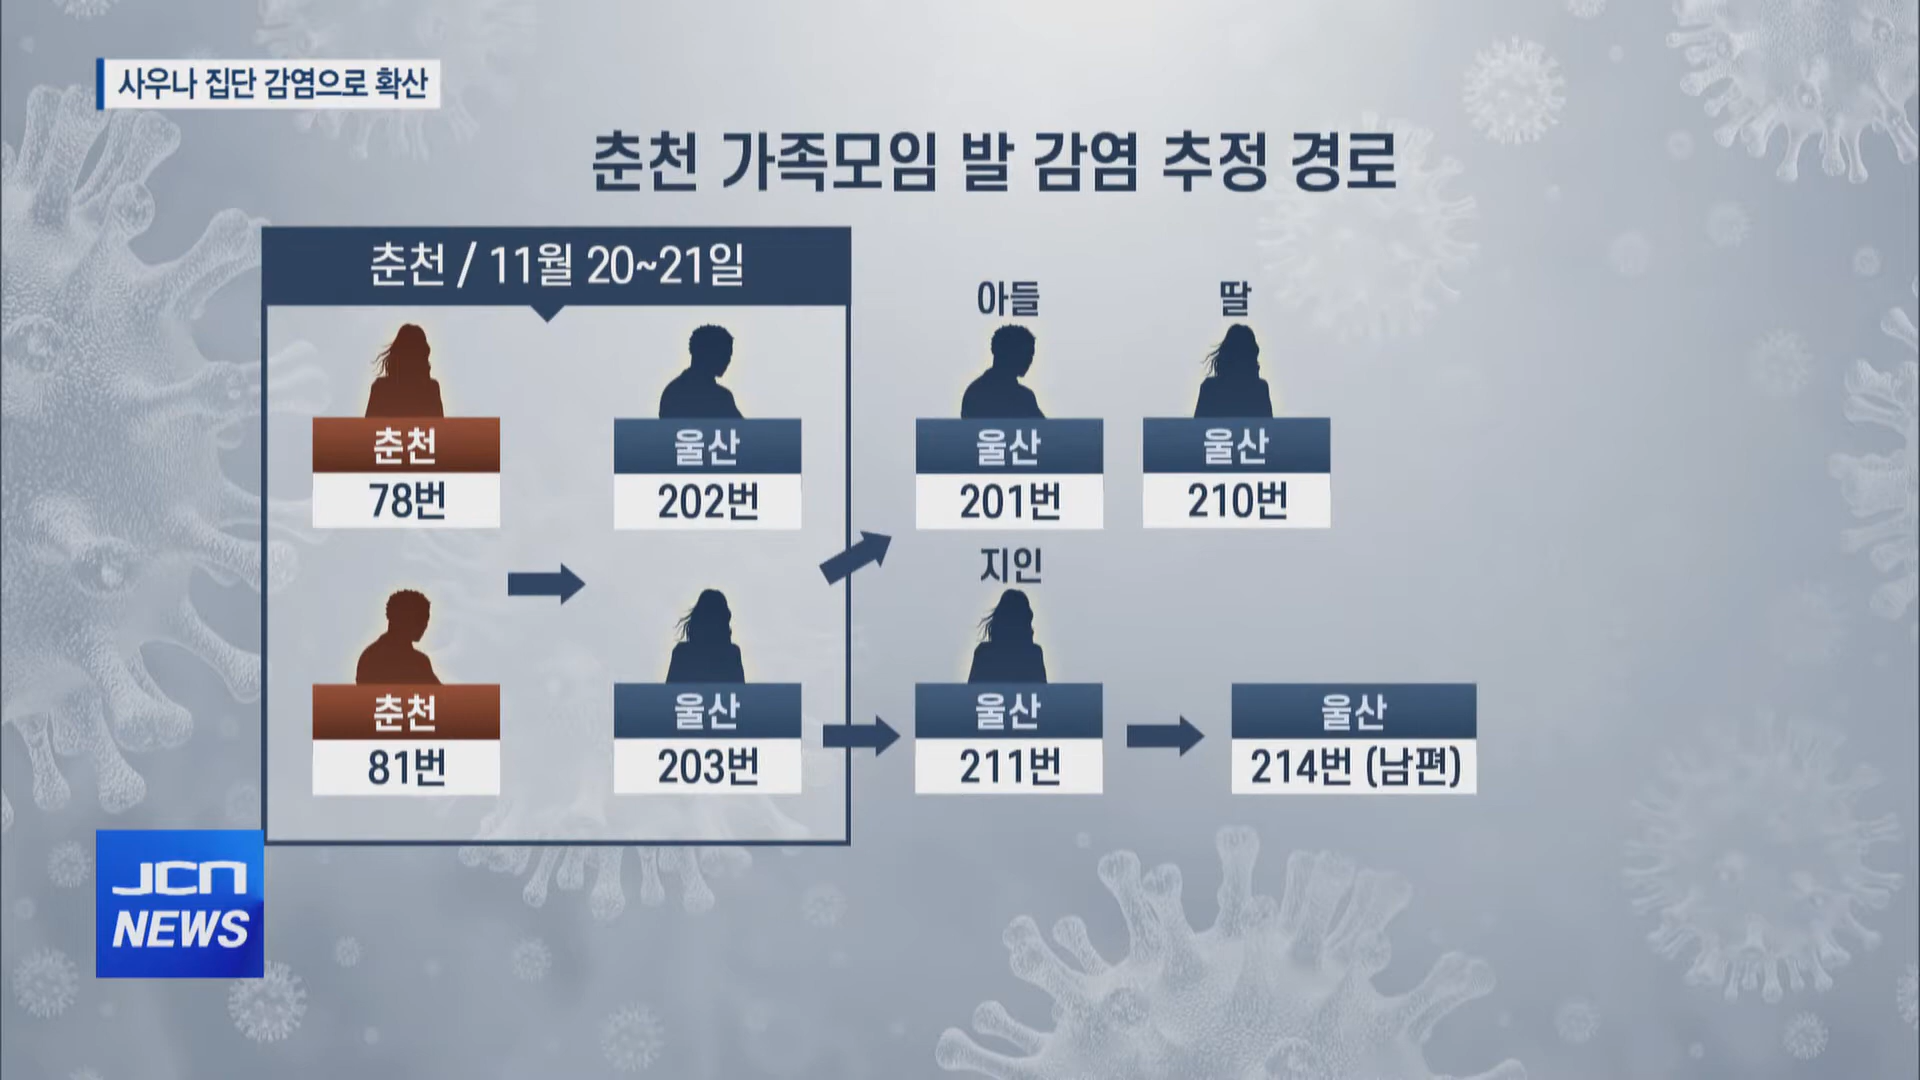 사우나 집단 감염으로 확산
춘천 가족모임 발 감염 추정 경로
춘천 / 11월 20~21일
아들
딸
춘천
울산
울산
울산
78번
202번
201번
210번
지인
춘천
울산
울산
울산
81번
203번
211번
214번 (남편)
JCN
NEWS